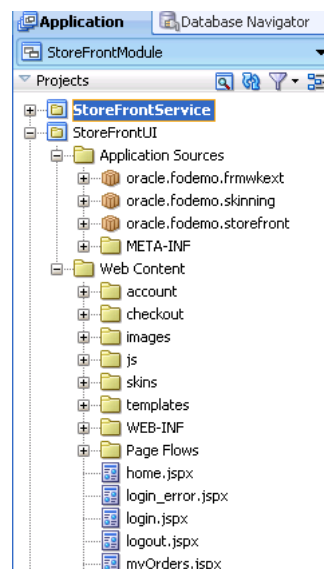 Application Database Navigator
StoreFrontModule
Projects
StoreFrontService
StoreFrontUI
Application Sources
oracle.fodemo.frmwkext
oracle.fodemo.skinning
oracle.fodemo.storefront
META-INF
Web Content
account
checkout
images
js
skins
templates
WEB-INF
Page Flows
home.jspx
login_error.jspx
login.jspx
logout.jspx
myOrders.jspx